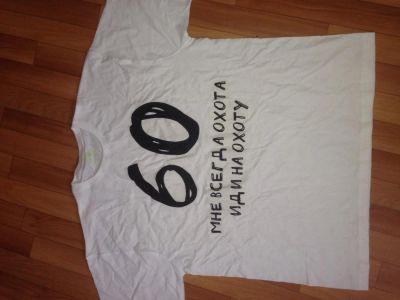 60
МНЕ ВСЕГДА ОХОТА
ИДИ НА ОХОТУ